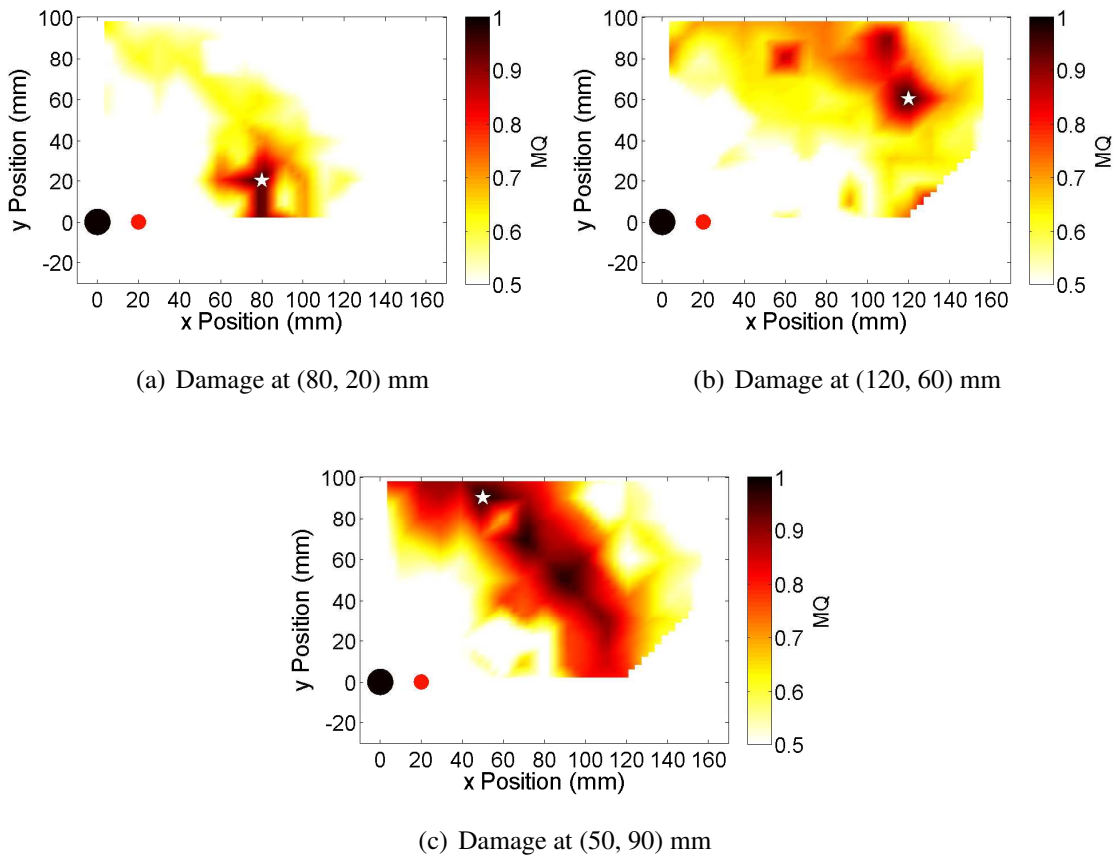 100
80
60
40
20
0
-20
y Position (mm)
0 20 40 60 80 100 120 140 160
x Position (mm)
1
0.9
0.8
0.7
0.6
0.5
MQ
(a) Damage at (80, 20) mm
100
80
60
40
20
0
-20
y Position (mm)
0 20 40 60 80 100 120 140 160
x Position (mm)
1
0.9
0.8
0.7
0.6
0.5
MQ
(b) Damage at (120, 60) mm
100
80
60
40
20
0
-20
y Position (mm)
0 20 40 60 80 100 120 140 160
x Position (mm)
1
0.9
0.8
0.7
0.6
0.5
MQ
(c) Damage at (50, 90) mm